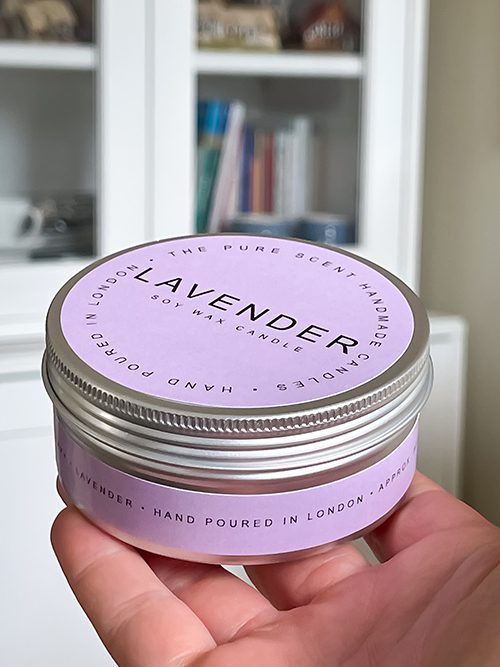 • THE PURE SCENT HANDMADE CANDLES • HAND POURED IN LONDON
LAVENDER
SOY WAX CANDLE
LAVENDER • HAND POURED IN LONDON • APPROX